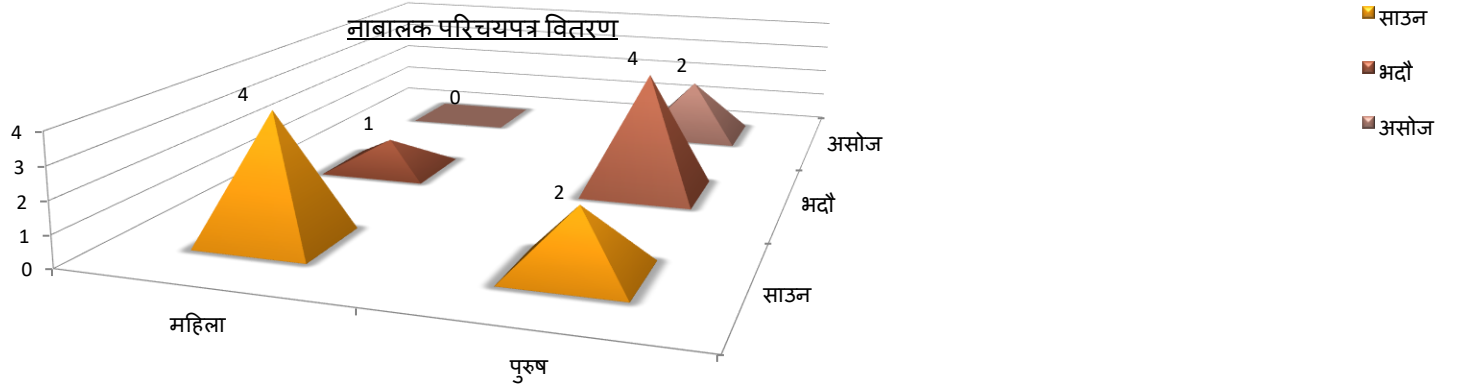 नाबालक परिचयपत्र वितरण
4
3
2
1
0
4
1
0
2
4
2
महिला
पुरुष
साउन
भदौ
असोज
साउन
भदौ
असोज